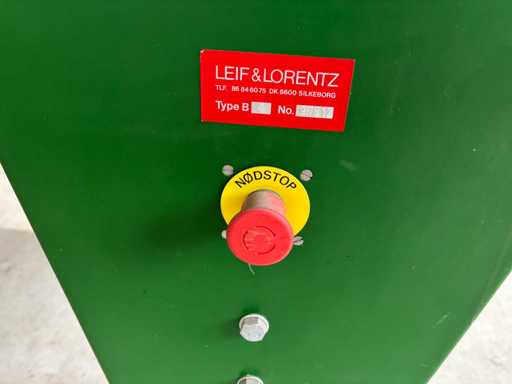 LEIF & LORENTZ
TLF. 86 84 60 75 DK 8600 SILKEBORG
Type B No.
NØDSTOP